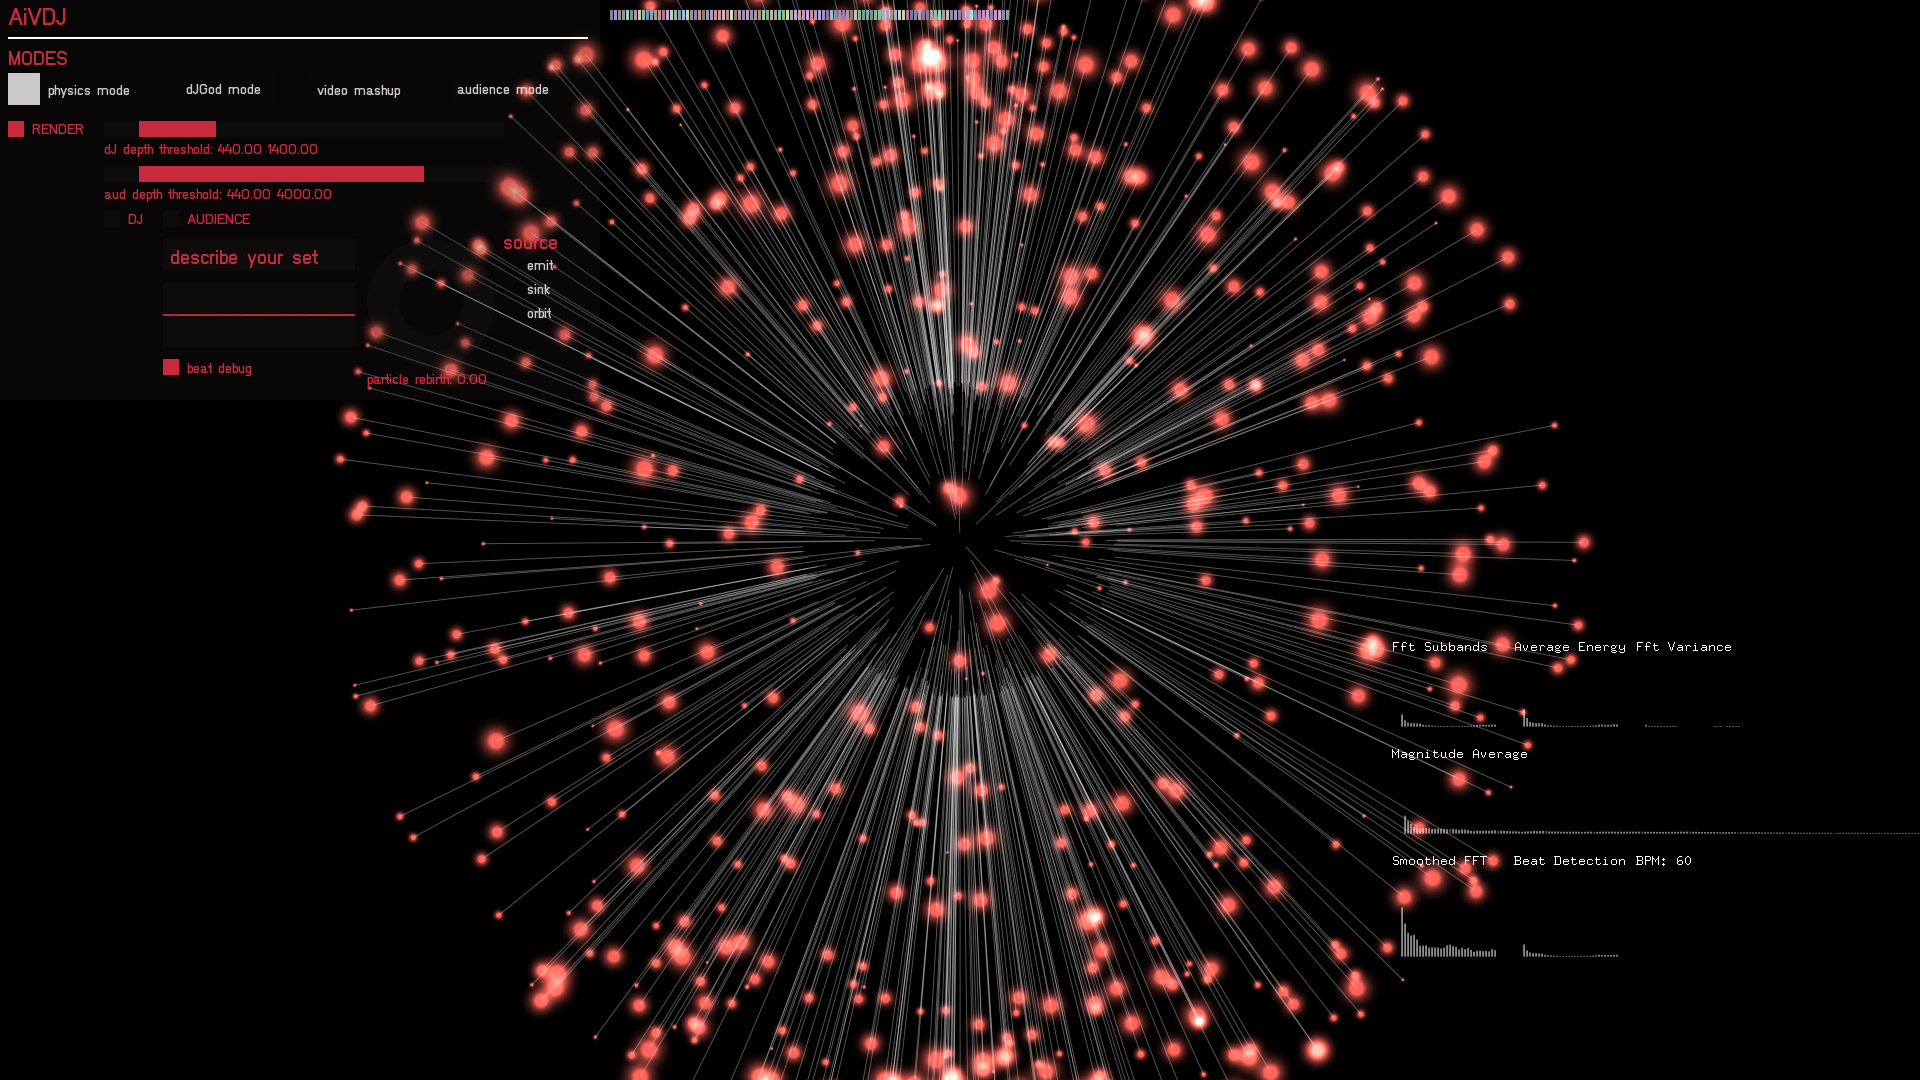 AiVDJ
MODES
physics mode
dJGod mode
video mashup
audience mode
RENDER
dJ depth threshold: 440.00 1400.00
aud depth threshold: 440.00 4000.00
DJ
AUDIENCE
describe your set
source
emit
sink
orbit
beat debug
particle rebirth: 0.00
Fft Subbands
Average Energy
Fft Variance
Magnitude Average
Smoothed FFT
Beat Detection BPM: 60